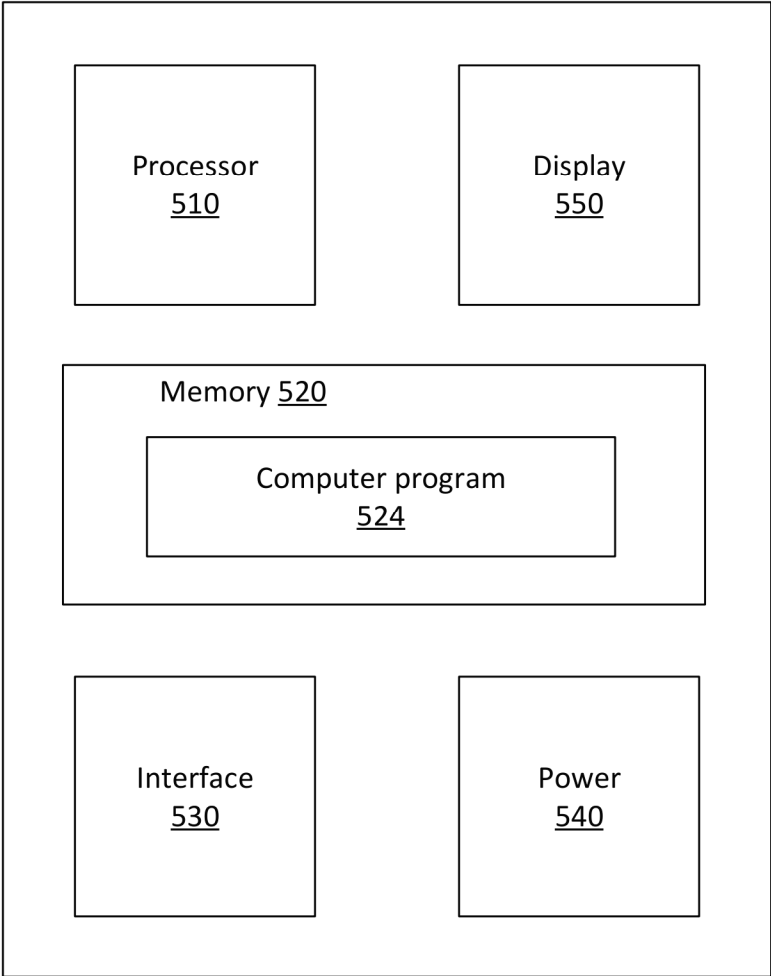 Processor
510
Display
550
Memory 520
Computer program
524
Interface
530
Power
540